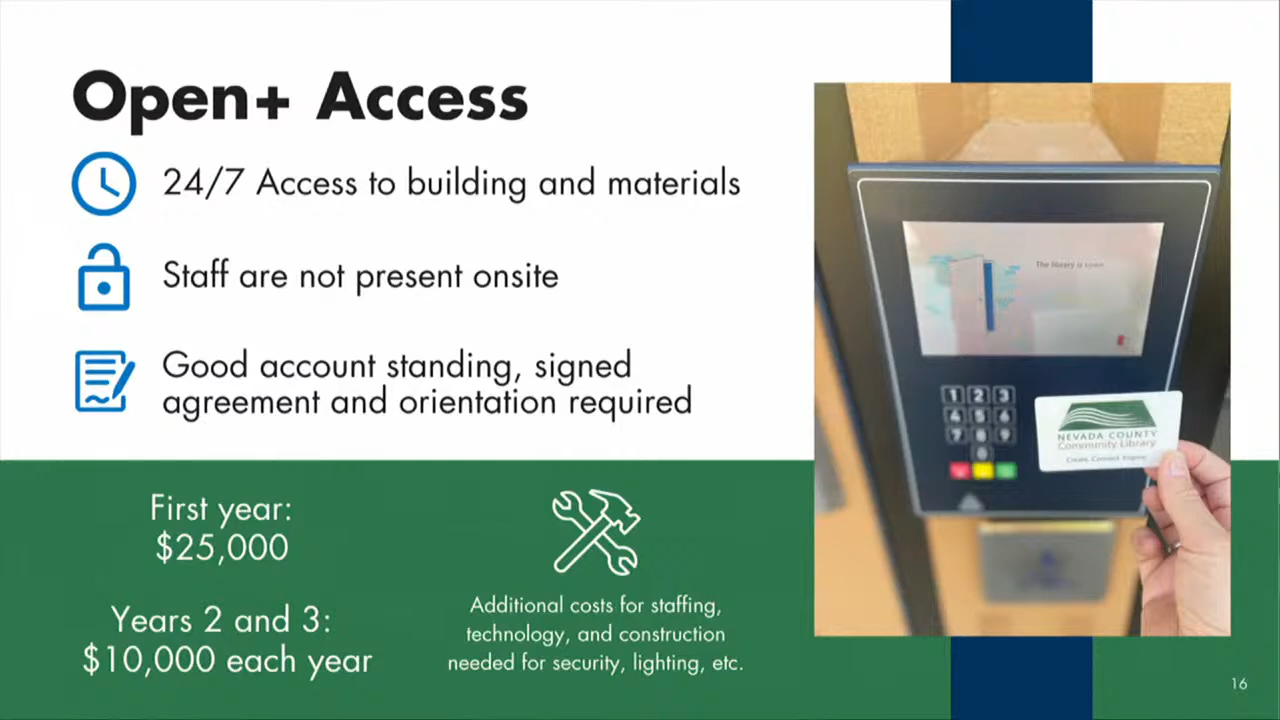 Open+ Access
24/7 Access to building and materials
Staff are not present onsite
Good account standing, signed
agreement and orientation required
First year:
$25,000
Years 2 and 3:
$10,000 each year
Additional costs for staffing,
technology, and construction
needed for security, lighting, etc.
The library is
1 2 3
4 5 6
7 8 9
0
NEVADA COUNTY
Community Library
Create. Connect. Inspire.
16